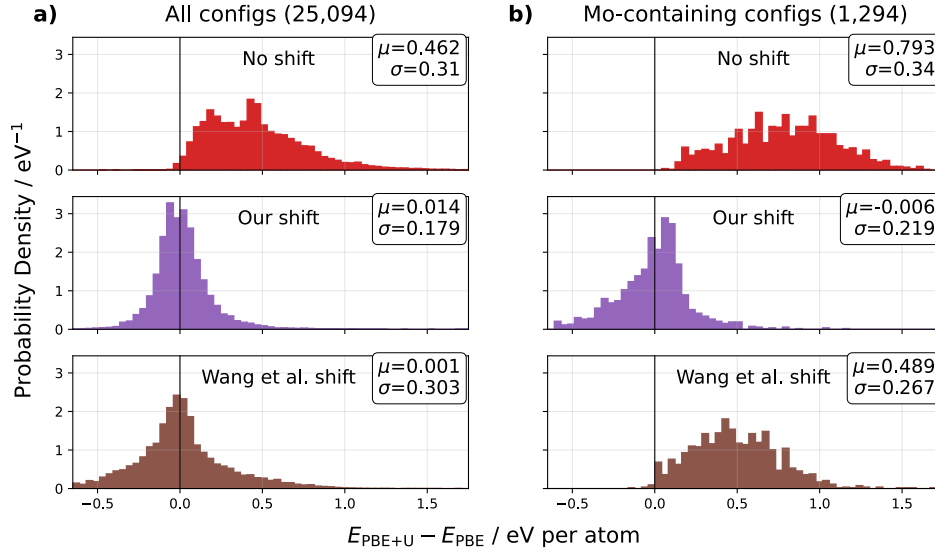 a) All configs (25,094)
b) Mo-containing configs (1,294)
Probability Density / eV⁻¹
No shift
μ=0.462
σ=0.31
3
2
1
0
No shift
μ=0.793
σ=0.34
Our shift
μ=0.014
σ=0.179
3
2
1
0
Our shift
μ=-0.006
σ=0.219
Wang et al. shift
μ=0.001
σ=0.303
3
2
1
0
−0.5 0.0 0.5 1.0 1.5
Wang et al. shift
μ=0.489
σ=0.267
−0.5 0.0 0.5 1.0 1.5
E_PBE+U − E_PBE / eV per atom